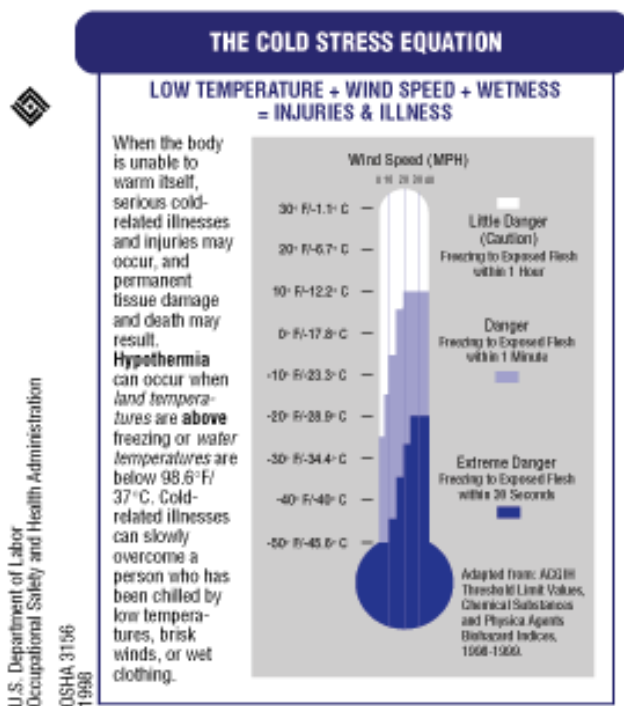 THE COLD STRESS EQUATION
LOW TEMPERATURE + WIND SPEED + WETNESS
= INJURIES & ILLNESS
When the body
is unable to
warm itself,
serious cold-
related illnesses
and injuries may
occur, and
permanent
tissue damage
and death may
result.
Hypothermia
can occur when
land tempera-
tures are above
freezing or water
temperatures are
below 98.6°F/
37°C. Cold-
related illnesses
can slowly
overcome a
person who has
been chilled by
low tempera-
tures, brisk
winds, or wet
clothing.
Wind Speed (MPH)
0 10 20 30 40
30° F/-1.1° C
20° F/-6.7° C
10° F/-12.2° C
0° F/-17.8° C
-10° F/-23.3° C
-20° F/-28.9° C
-30° F/-34.4° C
-40° F/-40° C
-50° F/-45.6° C
Little Danger
(Caution)
Freezing to Exposed Flesh
within 1 Hour
Danger
Freezing to Exposed Flesh
within 1 Minute
Extreme Danger
Freezing to Exposed Flesh
within 30 Seconds
Adapted from: ACGIH
Threshold Limit Values,
Chemical Substances
and Physica Agents
Biohazard Indices,
1998-1999.
U.S. Department of Labor
Occupational Safety and Health Administration
OSHA 3156
1998